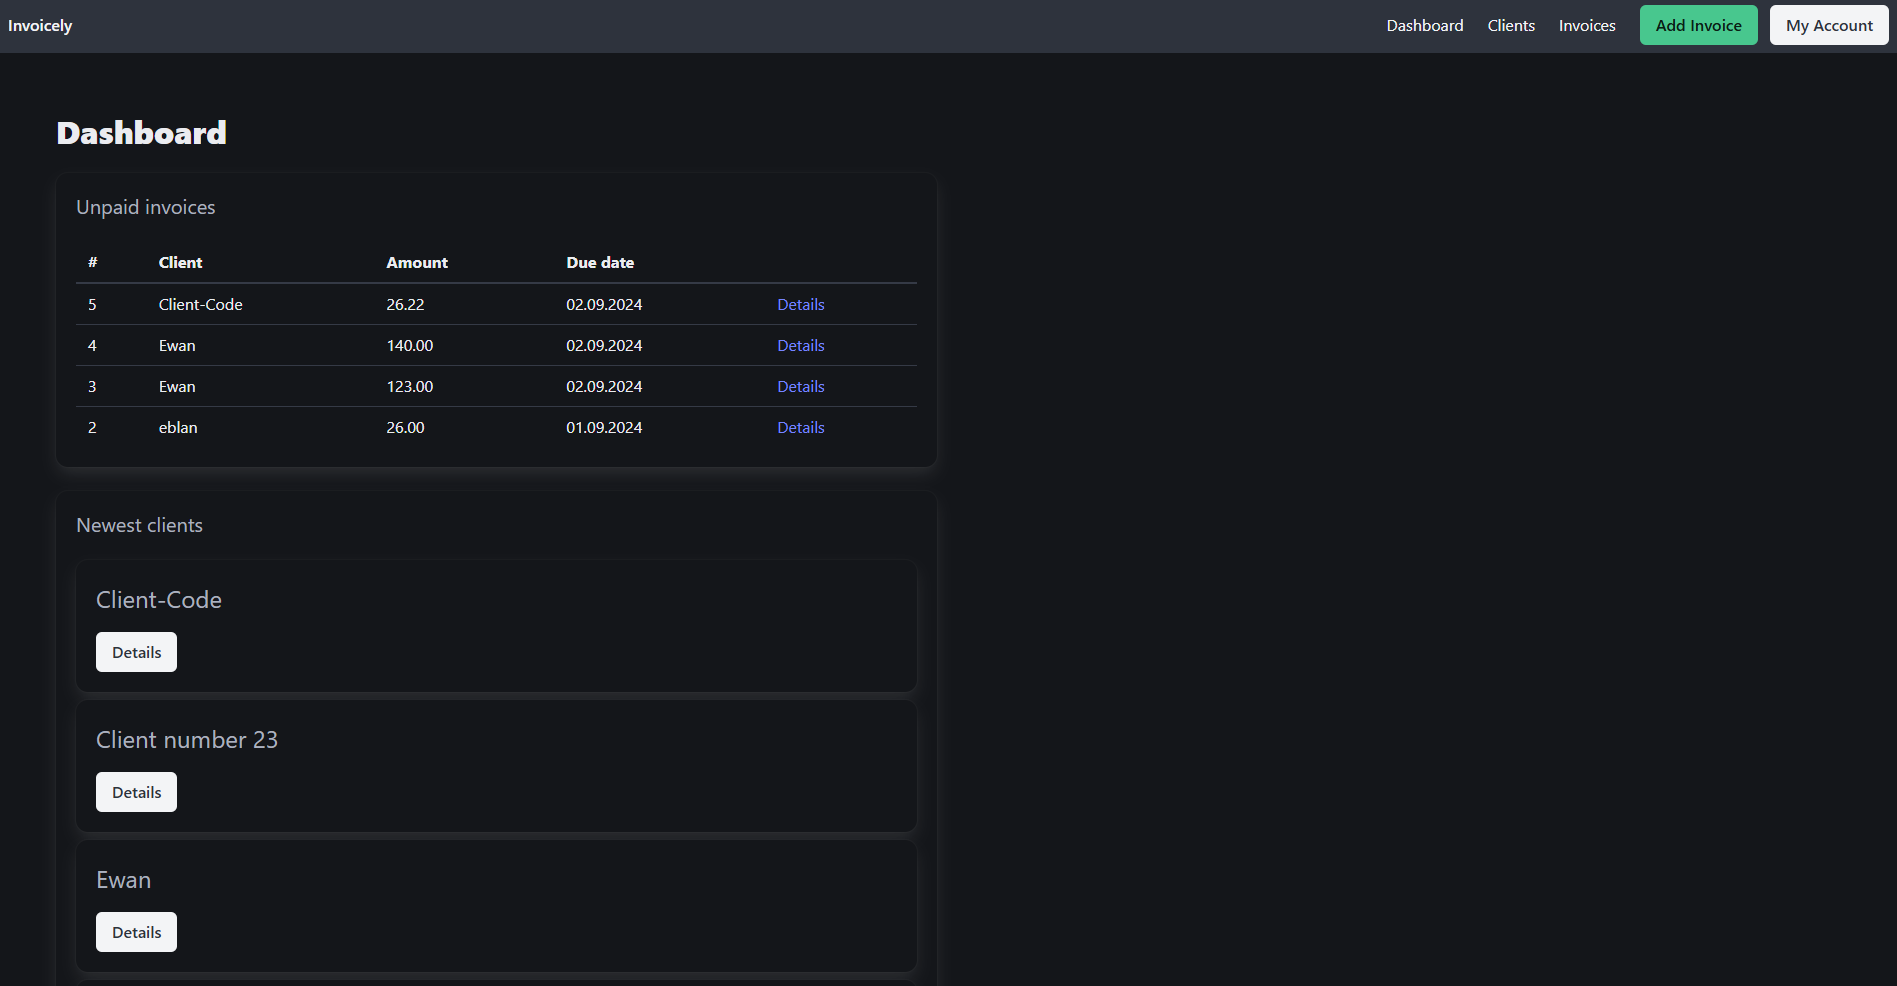 Invoicely Dashboard Clients Invoices Add Invoice My Account
Dashboard
Unpaid invoices
# Client Amount Due date
5 Client-Code 26.22 02.09.2024 Details
4 Ewan 140.00 02.09.2024 Details
3 Ewan 123.00 02.09.2024 Details
2 eblan 26.00 01.09.2024 Details
Newest clients
Client-Code
Details
Client number 23
Details
Ewan
Details